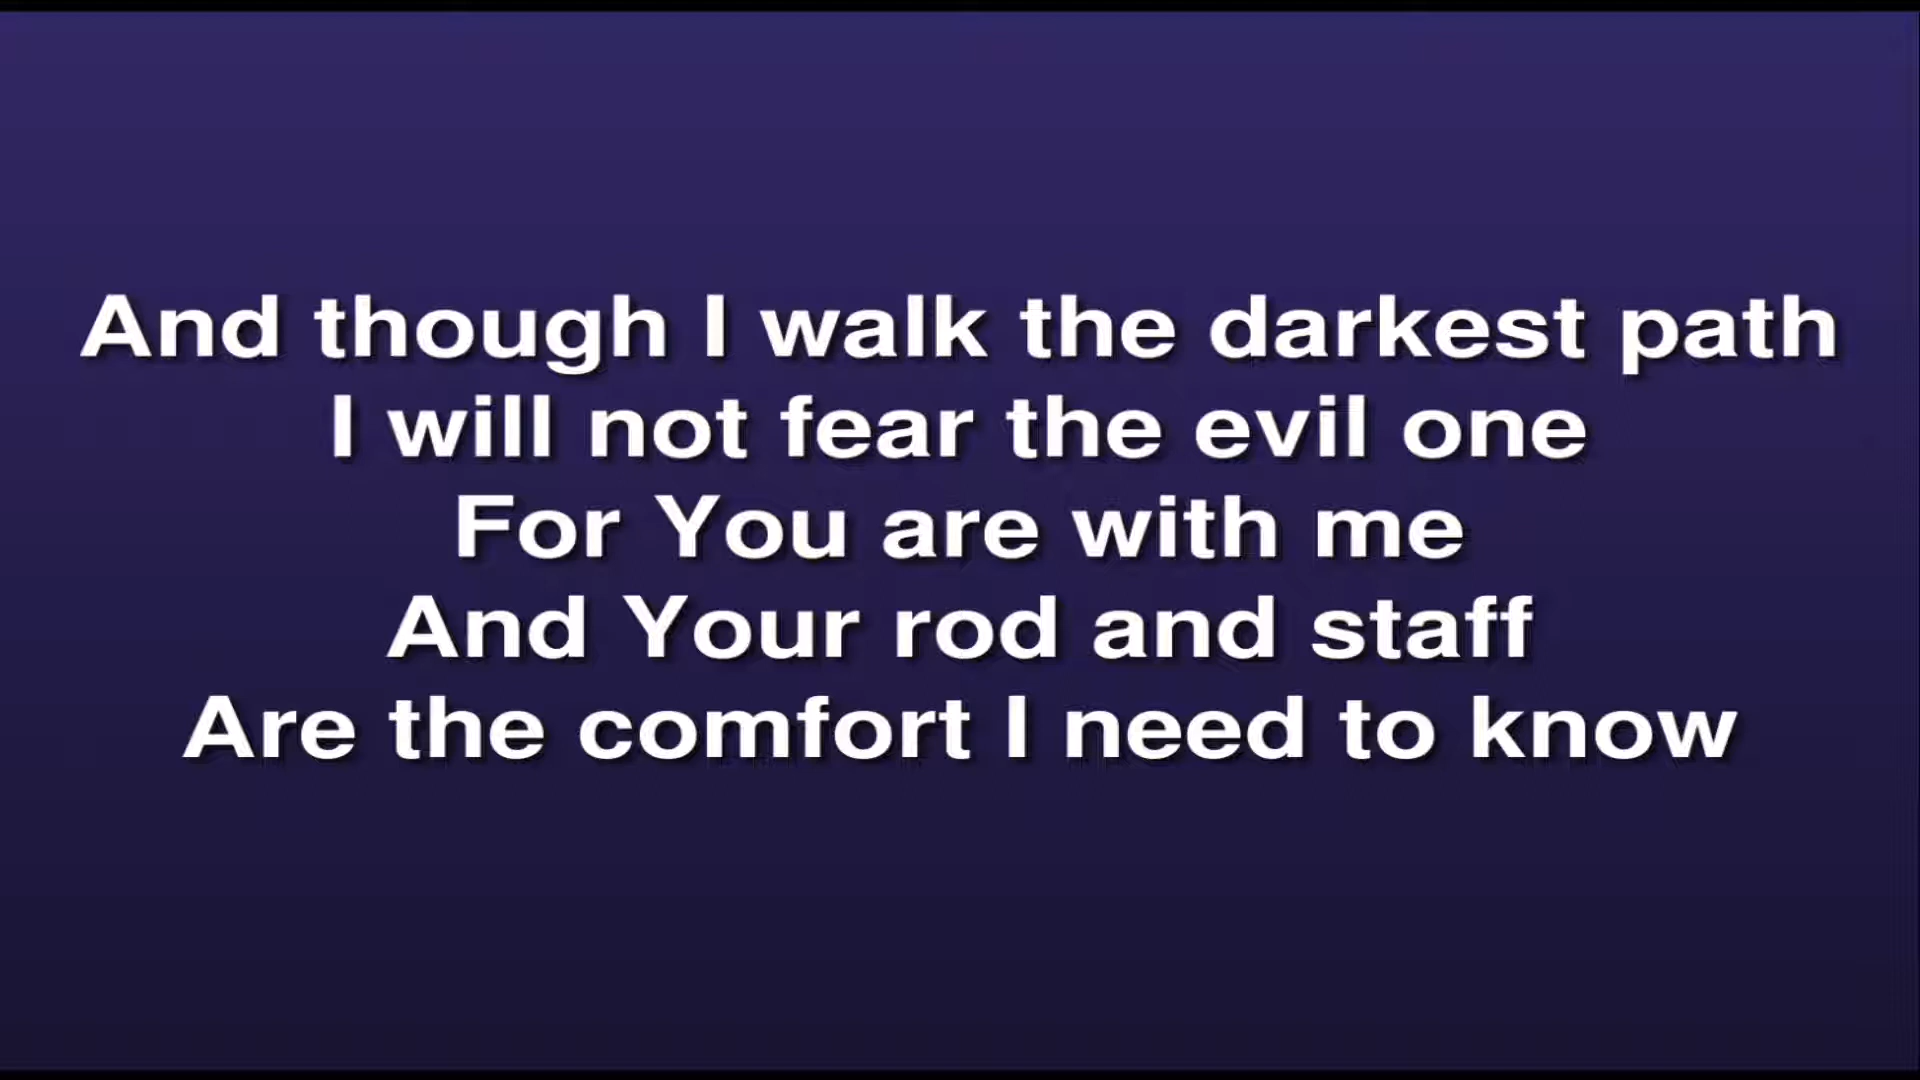 And though I walk the darkest path
I will not fear the evil one
For You are with me
And Your rod and staff
Are the comfort I need to know